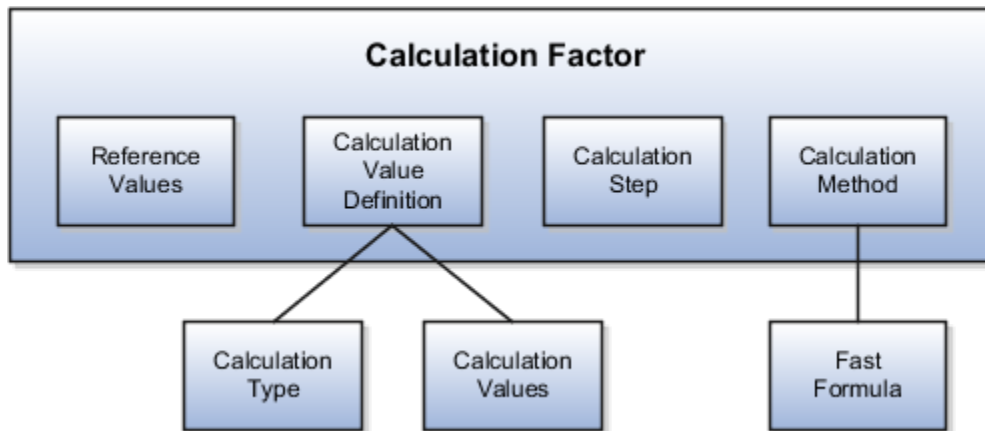 Calculation Factor
Reference
Values
Calculation
Value
Definition
Calculation
Step
Calculation
Method
Calculation
Type
Calculation
Values
Fast
Formula